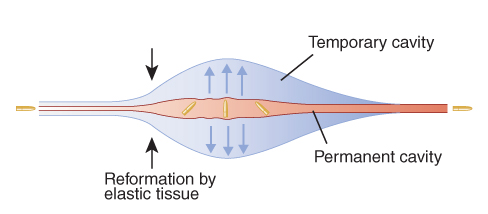 Temporary cavity
Permanent cavity
Reformation by
elastic tissue